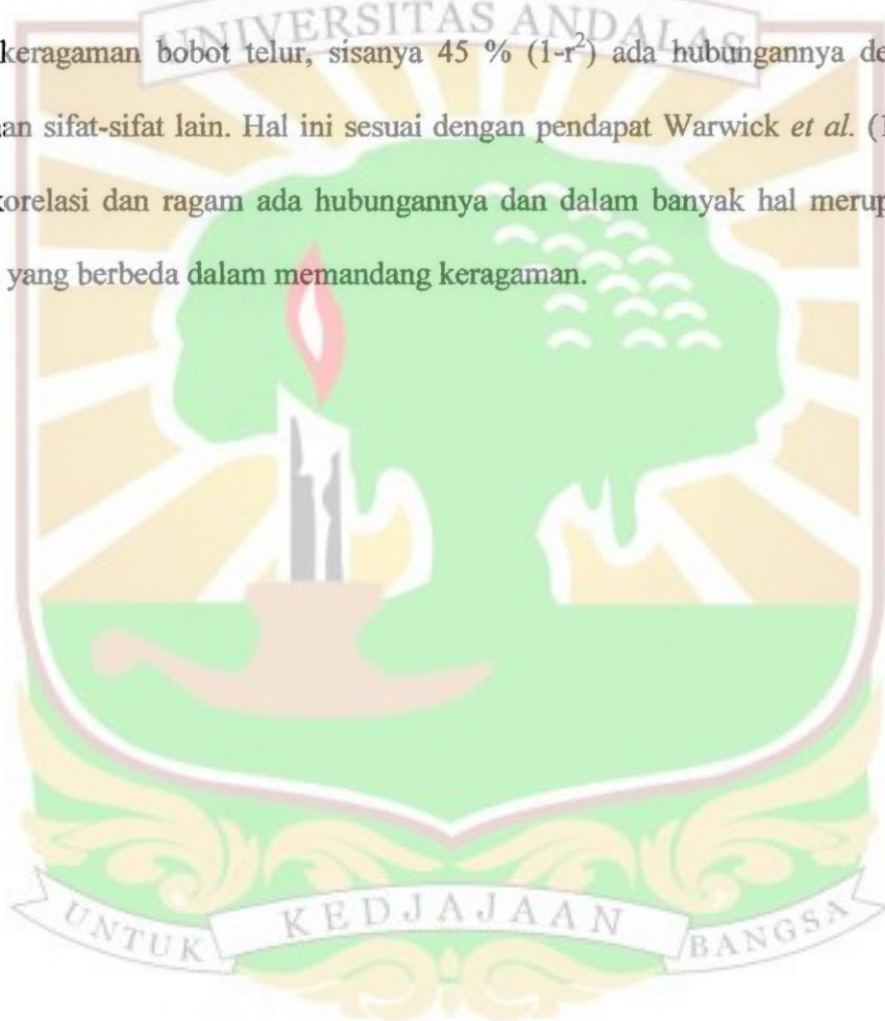 UNIVERSITAS ANDALAS
keragaman bobot telur, sisanya 45 % (1-r²) ada hubungannya de
an sifat-sifat lain. Hal ini sesuai dengan pendapat Warwick et al. (1
korelasi dan ragam ada hubungannya dan dalam banyak hal merup
yang berbeda dalam memandang keragaman.
UNTUK KEDJAJAAN BANGSA